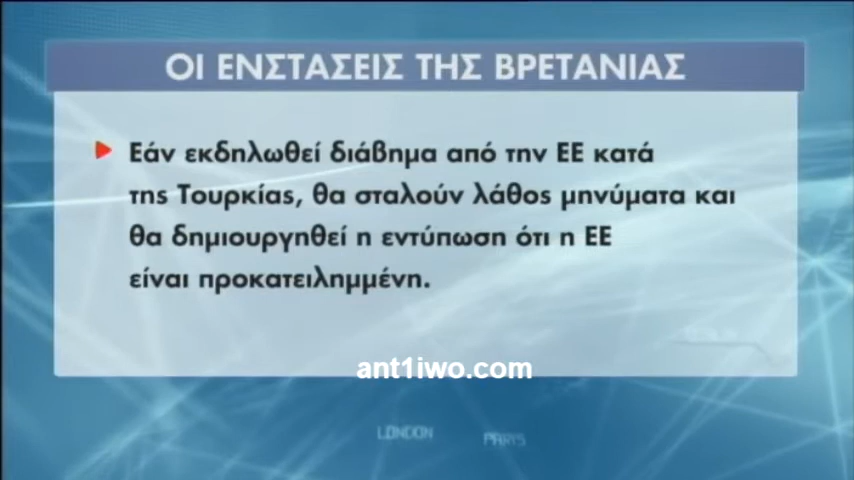 ΟΙ ΕΝΣΤΑΣΕΙΣ ΤΗΣ ΒΡΕΤΑΝΙΑΣ
Εάν εκδηλωθεί διάβημα από την ΕΕ κατά
της Τουρκίας, θα σταλούν λάθος μηνύματα και
θα δημιουργηθεί η εντύπωση ότι η ΕΕ
είναι προκατειλημμένη.
ant1iwo.com
LONDON PARYS